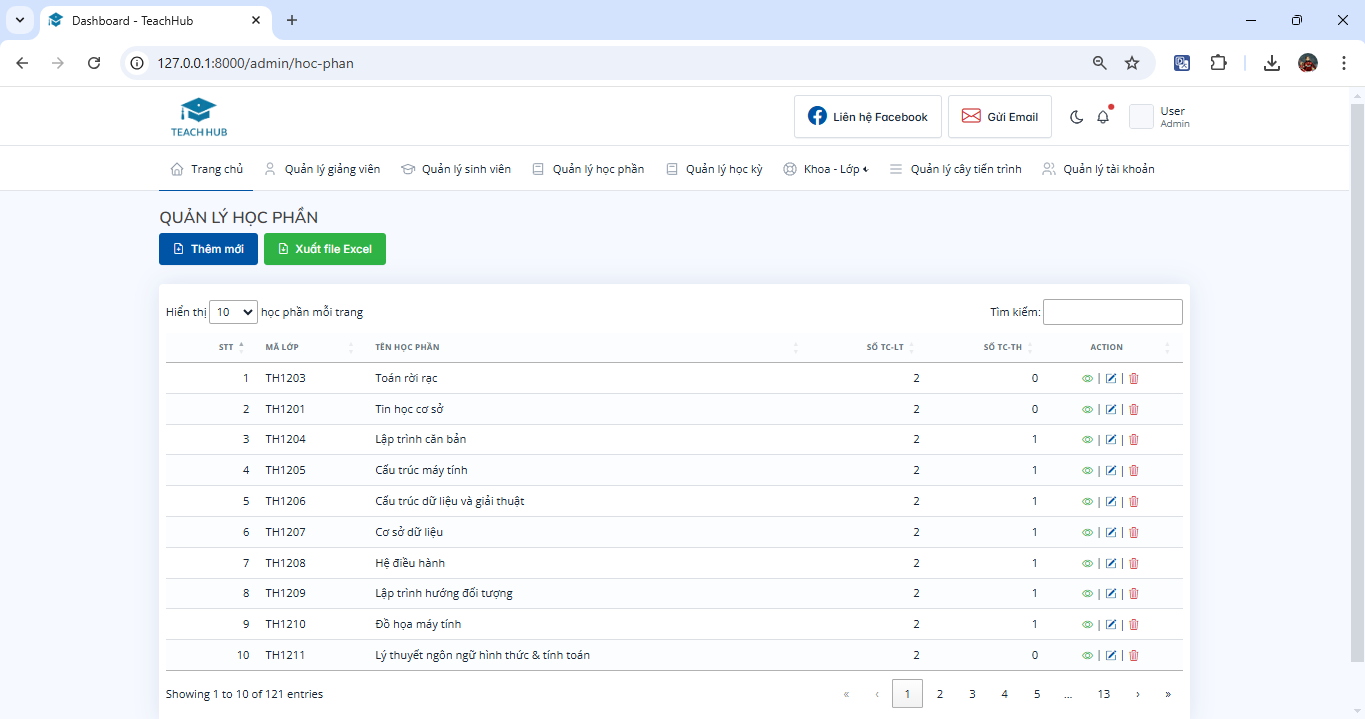 Dashboard - TeachHub
127.0.0.1:8000/admin/hoc-phan
TEACH HUB
Liên hệ Facebook
Gửi Email
User
Admin
Trang chủ Quản lý giảng viên Quản lý sinh viên Quản lý học phần Quản lý học kỳ Khoa - Lớp Quản lý cây tiến trình Quản lý tài khoản
QUẢN LÝ HỌC PHẦN
Thêm mới Xuất file Excel
Hiển thị 10 học phần mỗi trang Tìm kiếm:
STT MÃ LỚP TÊN HỌC PHẦN SỐ TC-LT SỐ TC-TH ACTION
1 TH1203 Toán rời rạc 2 0 | |
2 TH1201 Tin học cơ sở 2 0 | |
3 TH1204 Lập trình căn bản 2 1 | |
4 TH1205 Cấu trúc máy tính 2 1 | |
5 TH1206 Cấu trúc dữ liệu và giải thuật 2 1 | |
6 TH1207 Cơ sở dữ liệu 2 1 | |
7 TH1208 Hệ điều hành 2 1 | |
8 TH1209 Lập trình hướng đối tượng 2 1 | |
9 TH1210 Đồ họa máy tính 2 1 | |
10 TH1211 Lý thuyết ngôn ngữ hình thức & tính toán 2 0 | |
Showing 1 to 10 of 121 entries « ‹ 1 2 3 4 5 ... 13 › »